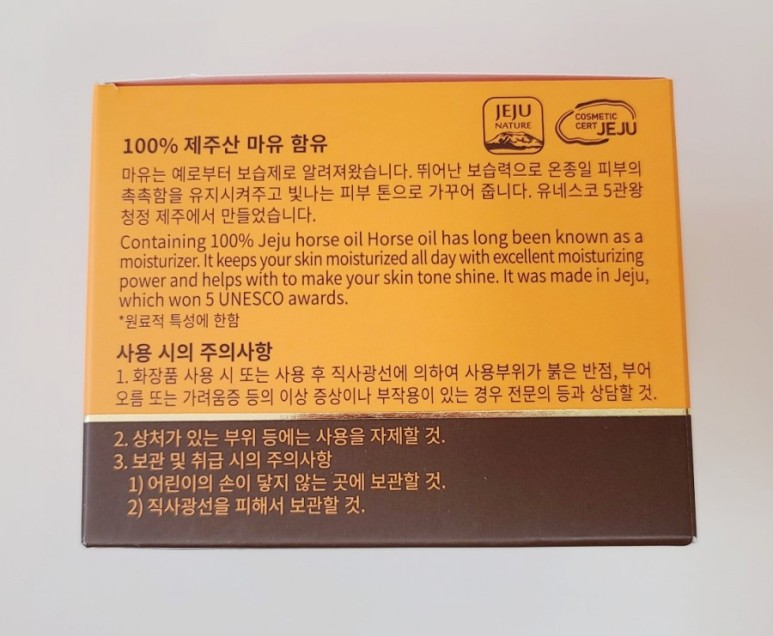 JEJU
NATURE
COSMETIC
CERT JEJU
100% 제주산 마유 함유
마유는 예로부터 보습제로 알려져왔습니다. 뛰어난 보습력으로 온종일 피부의
촉촉함을 유지시켜주고 빛나는 피부 톤으로 가꾸어 줍니다. 유네스코 5관왕
청정 제주에서 만들었습니다.
Containing 100% Jeju horse oil Horse oil has long been known as a
moisturizer. It keeps your skin moisturized all day with excellent moisturizing
power and helps with to make your skin tone shine. It was made in Jeju,
which won 5 UNESCO awards.
*원료적 특성에 한함
사용 시의 주의사항
1. 화장품 사용 시 또는 사용 후 직사광선에 의하여 사용부위가 붉은 반점, 부어
오름 또는 가려움증 등의 이상 증상이나 부작용이 있는 경우 전문의 등과 상담할 것.
2. 상처가 있는 부위 등에는 사용을 자제할 것.
3. 보관 및 취급 시의 주의사항
1) 어린이의 손이 닿지 않는 곳에 보관할 것.
2) 직사광선을 피해서 보관할 것.